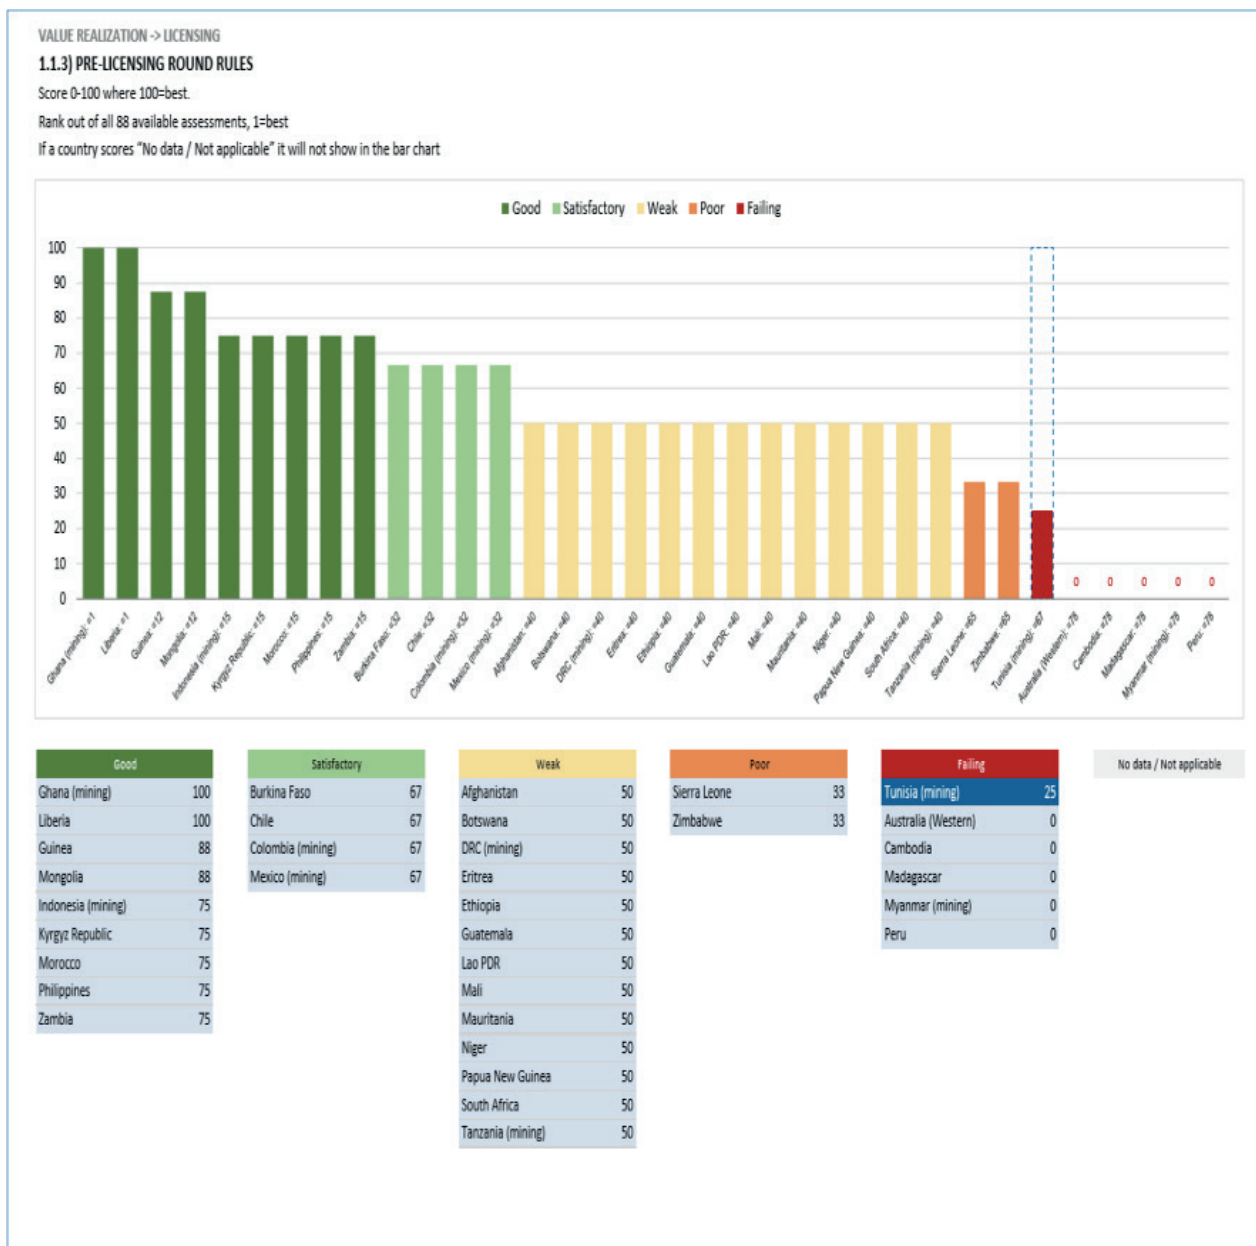 VALUE REALIZATION -> LICENSING
1.1.3) PRE-LICENSING ROUND RULES
Score 0-100 where 100=best.
Rank out of all 88 available assessments, 1=best
If a country scores "No data / Not applicable" it will not show in the bar chart
Good Satisfactory Weak Poor Failing
100
90
80
70
60
50
40
30
20
10
0
0 0 0 0 0
Ghana (mining): =1
Liberia: =1
Guinea: =12
Mongolia: =12
Indonesia (mining): =15
Kyrgyz Republic: =15
Morocco: =15
Philippines: =15
Zambia: =15
Burkina Faso: =32
Chile: =32
Colombia (mining): =32
Mexico (mining): =32
Afghanistan: =40
Botswana: =40
DRC (mining): =40
Eritrea: =40
Ethiopia: =40
Guatemala: =40
Lao PDR: =40
Mali: =40
Mauritania: =40
Niger: =40
Papua New Guinea: =40
South Africa: =40
Tanzania (mining): =40
Sierra Leone: =65
Zimbabwe: =65
Tunisia (mining): =67
Australia (Western): =78
Cambodia: =78
Madagascar: =78
Myanmar (mining): =78
Peru: =78
Good
Ghana (mining) 100
Liberia 100
Guinea 88
Mongolia 88
Indonesia (mining) 75
Kyrgyz Republic 75
Morocco 75
Philippines 75
Zambia 75
Satisfactory
Burkina Faso 67
Chile 67
Colombia (mining) 67
Mexico (mining) 67
Weak
Afghanistan 50
Botswana 50
DRC (mining) 50
Eritrea 50
Ethiopia 50
Guatemala 50
Lao PDR 50
Mali 50
Mauritania 50
Niger 50
Papua New Guinea 50
South Africa 50
Tanzania (mining) 50
Poor
Sierra Leone 33
Zimbabwe 33
Failing
Tunisia (mining) 25
Australia (Western) 0
Cambodia 0
Madagascar 0
Myanmar (mining) 0
Peru 0
No data / Not applicable